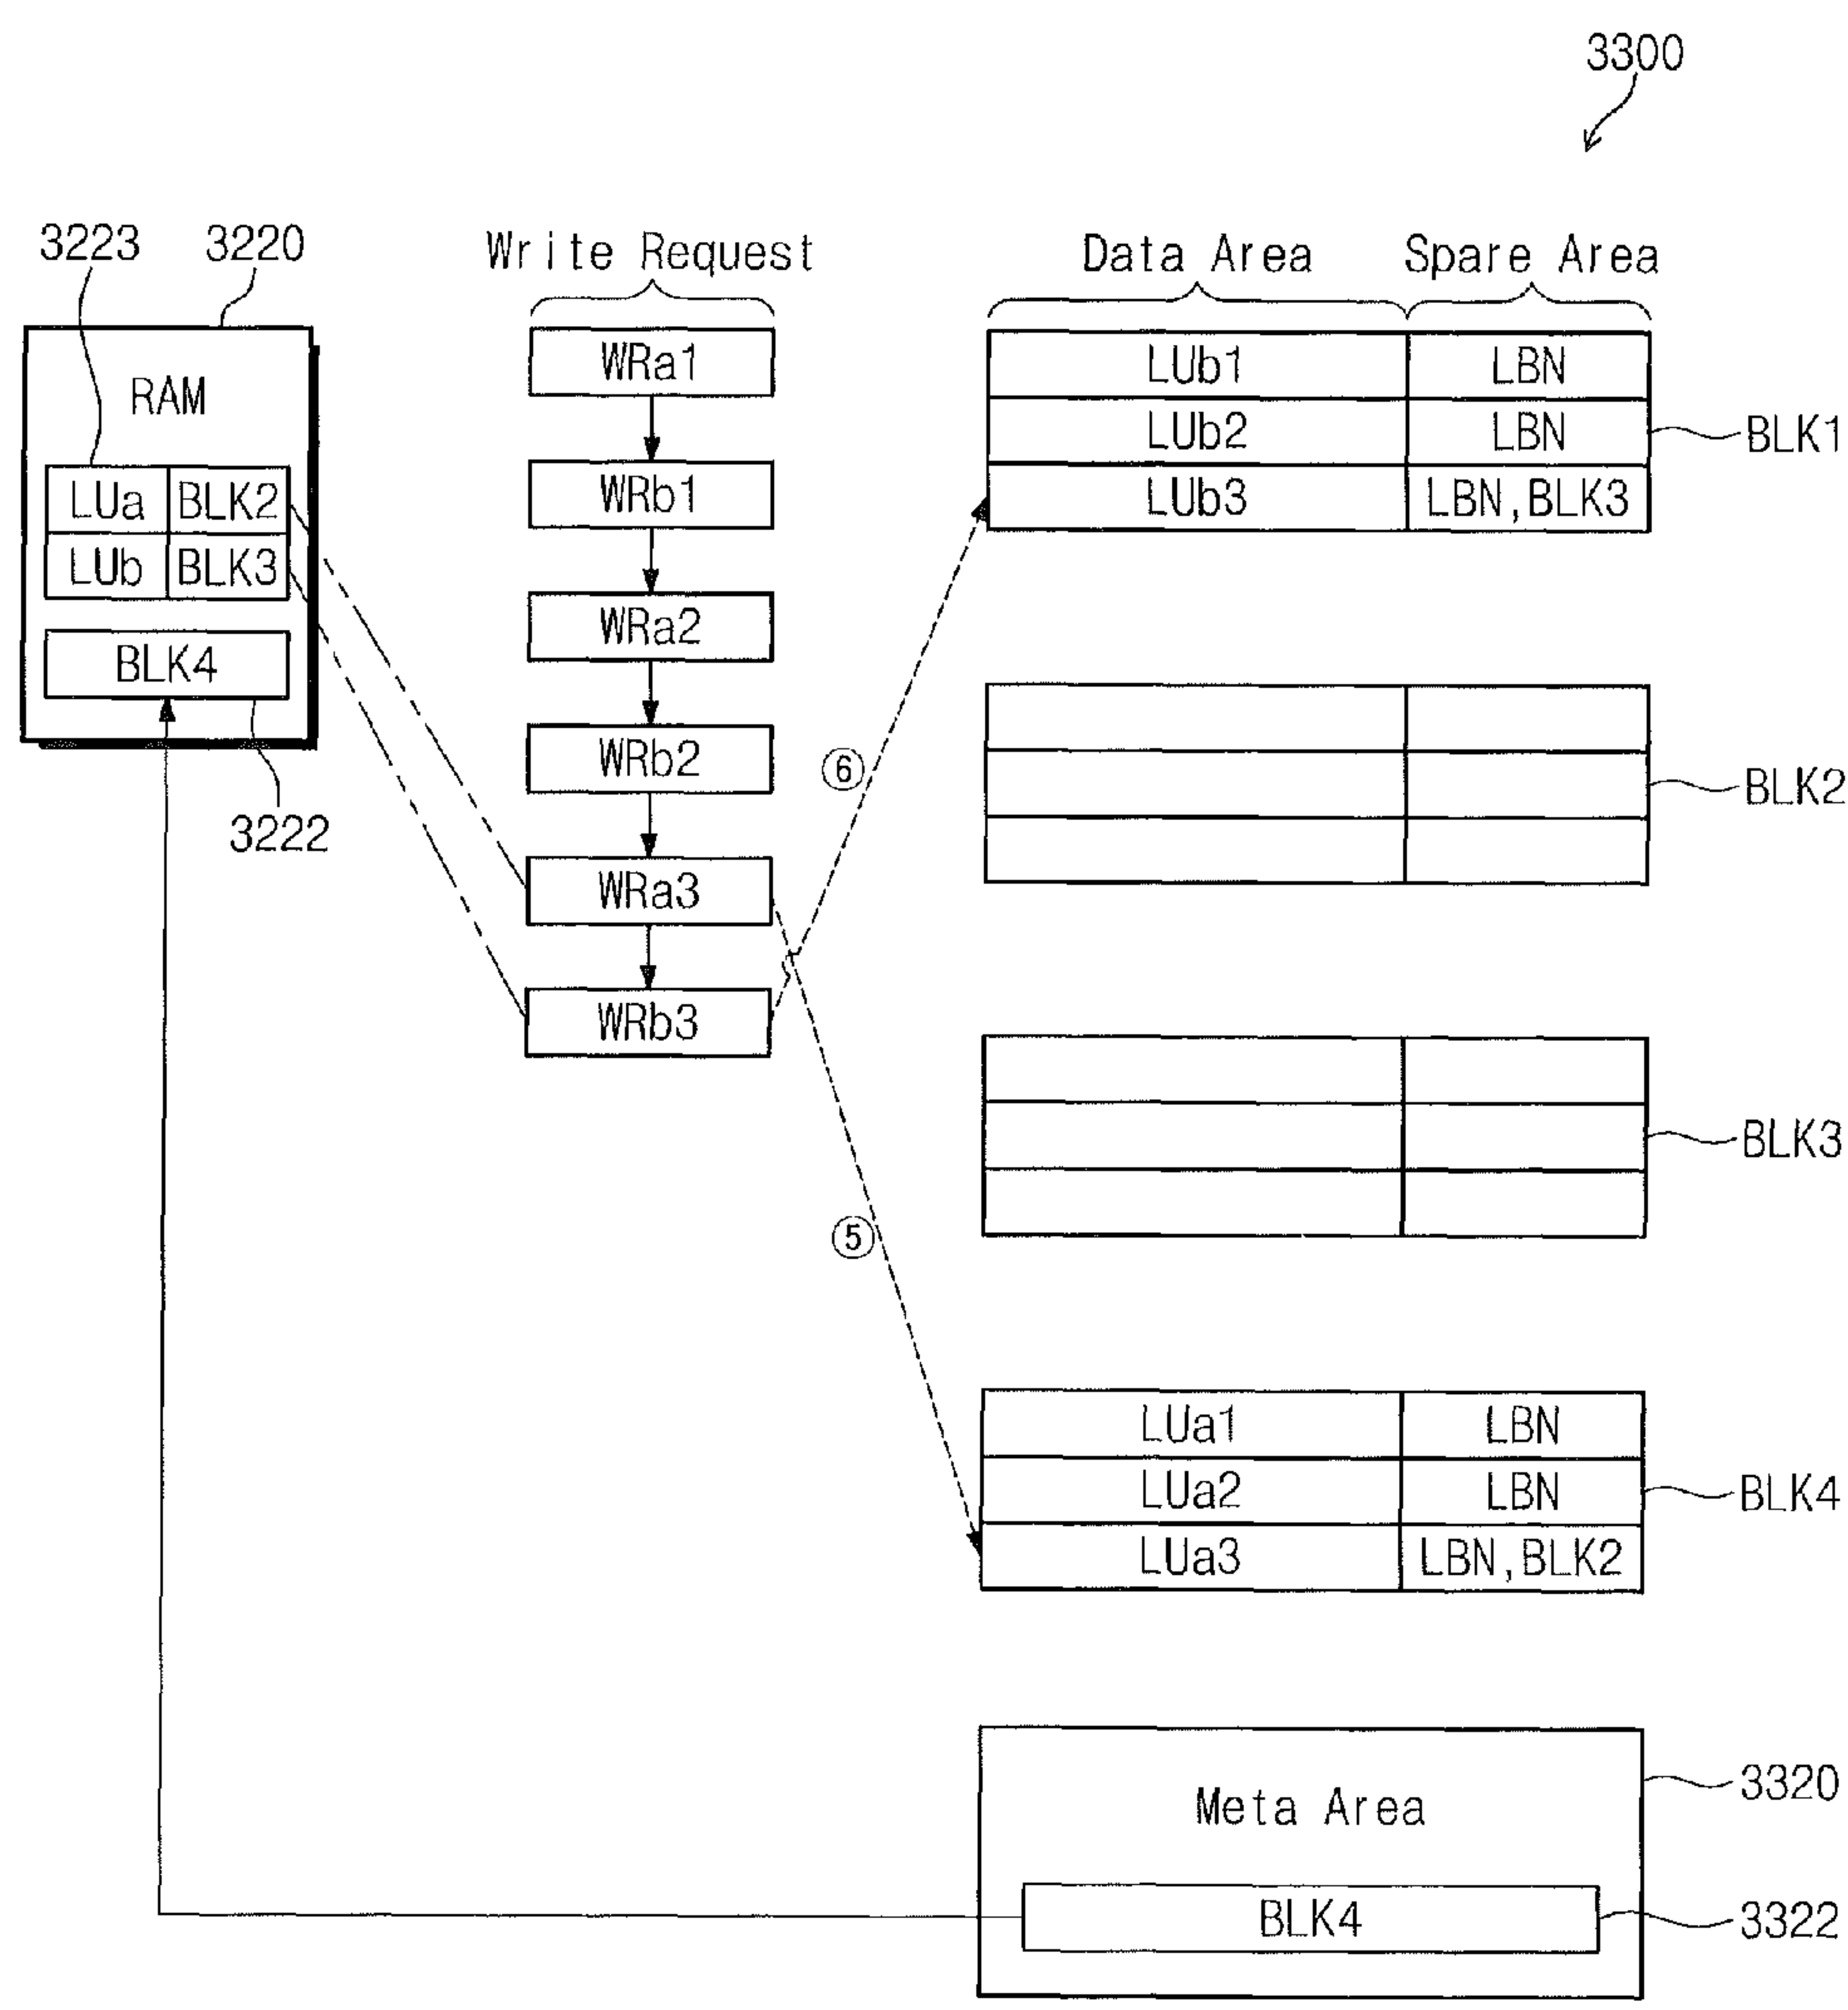 3300
3223 3220 Write Request Data Area Spare Area
RAM
LUa BLK2
LUb BLK3
BLK4
3222
WRa1
WRb1
WRa2
WRb2
WRa3
WRb3
⑥
⑤
LUb1 LBN
LUb2 LBN BLK1
LUb3 LBN,BLK3
BLK2
BLK3
LUa1 LBN
LUa2 LBN BLK4
LUa3 LBN,BLK2
Meta Area 3320
BLK4 3322